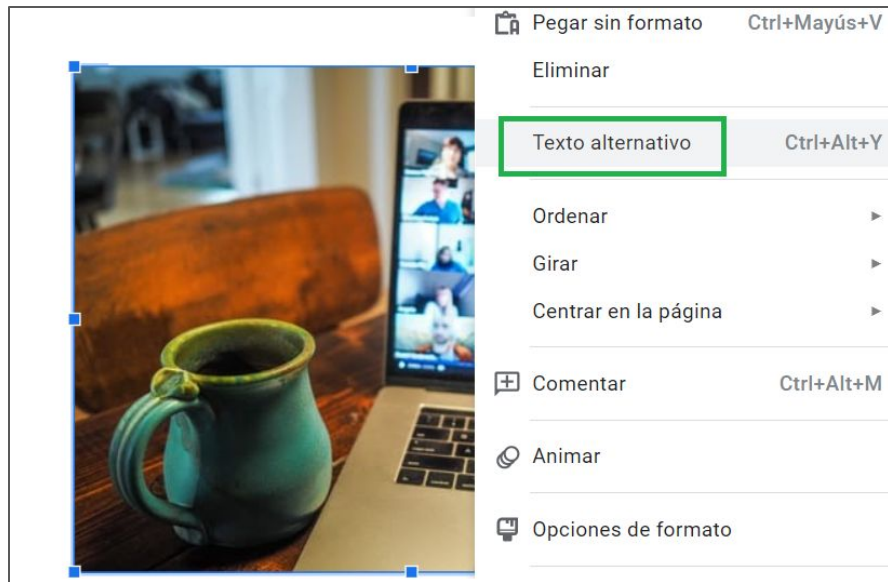 Pegar sin formato Ctrl+Mayús+V
Eliminar
Texto alternativo Ctrl+Alt+Y
Ordenar
Girar
Centrar en la página
Comentar Ctrl+Alt+M
Animar
Opciones de formato